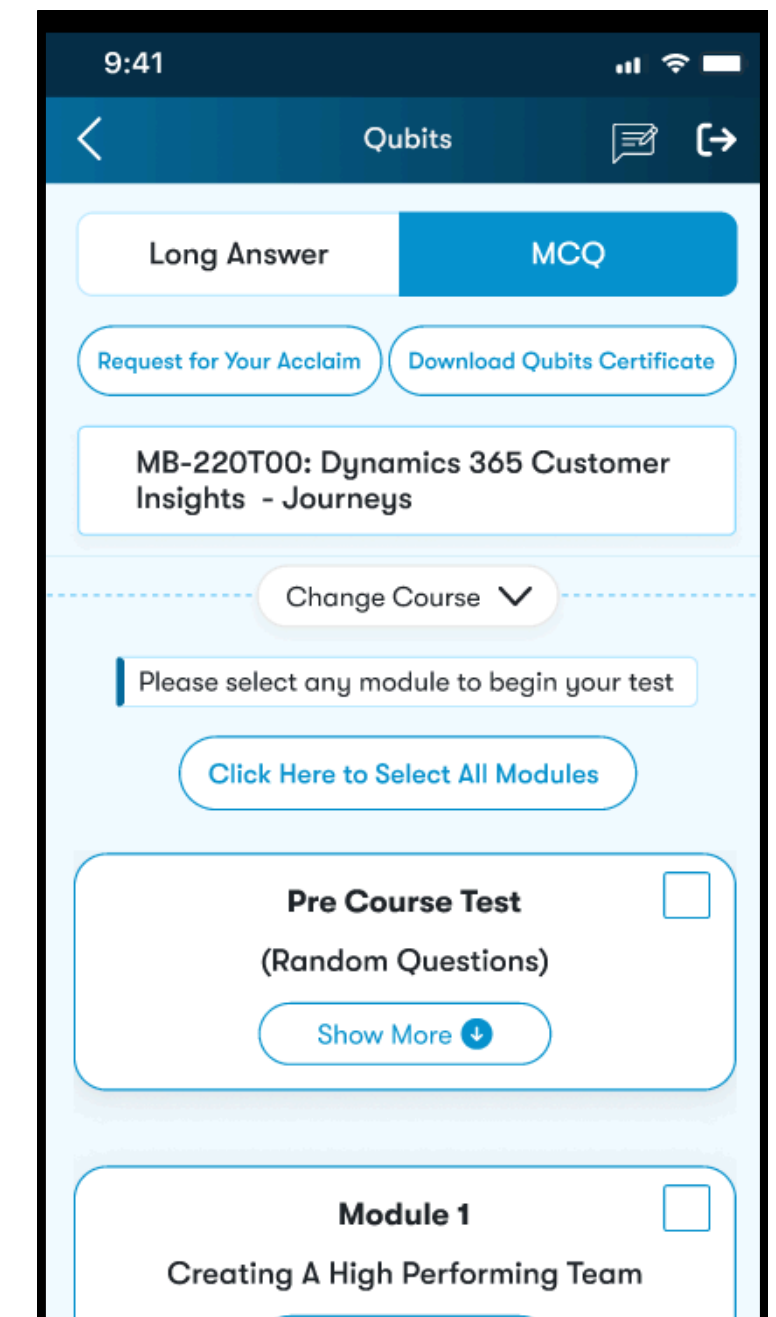 9:41
Qubits
Long Answer
MCQ
Request for Your Acclaim
Download Qubits Certificate
MB-220T00: Dynamics 365 Customer
Insights - Journeys
Change Course
Please select any module to begin your test
Click Here to Select All Modules
Pre Course Test
(Random Questions)
Show More
Module 1
Creating A High Performing Team